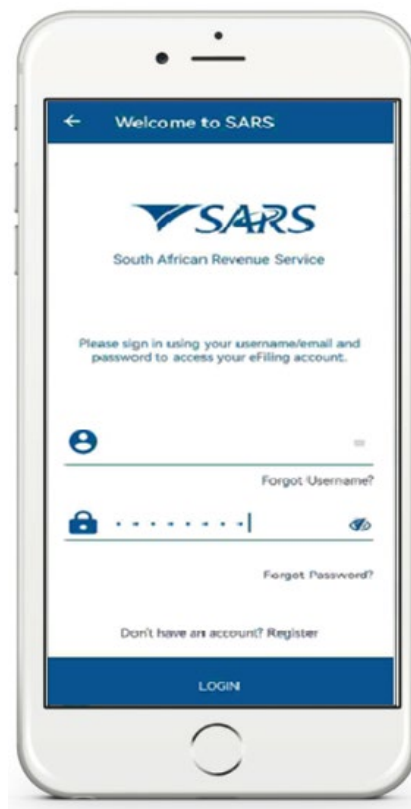 Welcome to SARS
SARS
South African Revenue Service
Please sign in using your username/email and
password to access your eFiling account.
Forgot Username?
Forgot Password?
Don't have an account? Register
LOGIN